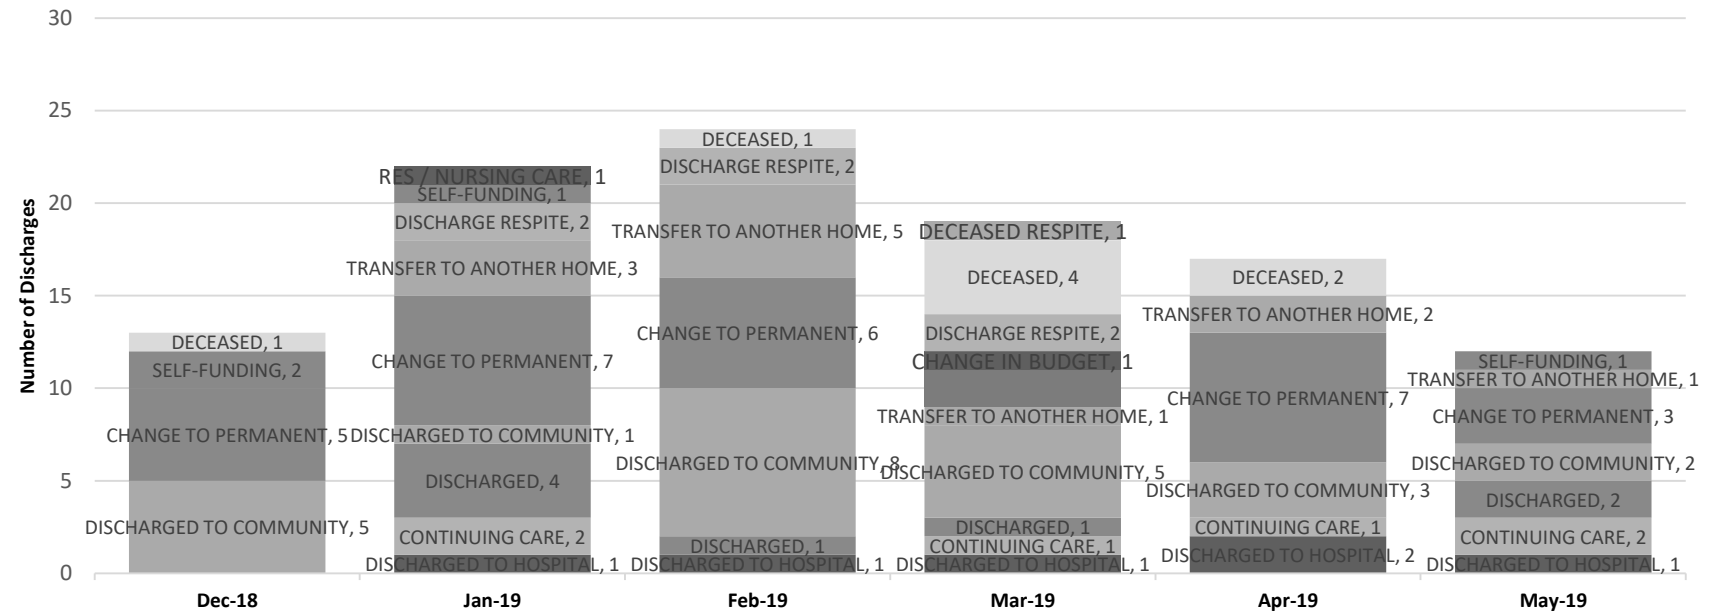 30
25
20
15
10
5
0
Number of Discharges
DECEASED, 1
SELF-FUNDING, 2
CHANGE TO PERMANENT, 5
DISCHARGED TO COMMUNITY, 5
RES / NURSING CARE, 1
SELF-FUNDING, 1
DISCHARGE RESPITE, 2
TRANSFER TO ANOTHER HOME, 3
CHANGE TO PERMANENT, 7
DISCHARGED TO COMMUNITY, 1
DISCHARGED, 4
CONTINUING CARE, 2
DISCHARGED TO HOSPITAL, 1
DECEASED, 1
DISCHARGE RESPITE, 2
TRANSFER TO ANOTHER HOME, 5
CHANGE TO PERMANENT, 6
DISCHARGED TO COMMUNITY, 8
DISCHARGED, 1
DISCHARGED TO HOSPITAL, 1
DECEASED RESPITE, 1
DECEASED, 4
DISCHARGE RESPITE, 2
CHANGE IN BUDGET, 1
TRANSFER TO ANOTHER HOME, 1
DISCHARGED TO COMMUNITY, 5
DISCHARGED, 1
CONTINUING CARE, 1
DISCHARGED TO HOSPITAL, 1
DECEASED, 2
TRANSFER TO ANOTHER HOME, 2
CHANGE TO PERMANENT, 7
DISCHARGED TO COMMUNITY, 3
CONTINUING CARE, 1
DISCHARGED TO HOSPITAL, 2
SELF-FUNDING, 1
TRANSFER TO ANOTHER HOME, 1
CHANGE TO PERMANENT, 3
DISCHARGED TO COMMUNITY, 2
DISCHARGED, 2
CONTINUING CARE, 2
DISCHARGED TO HOSPITAL, 1
Dec-18
Jan-19
Feb-19
Mar-19
Apr-19
May-19